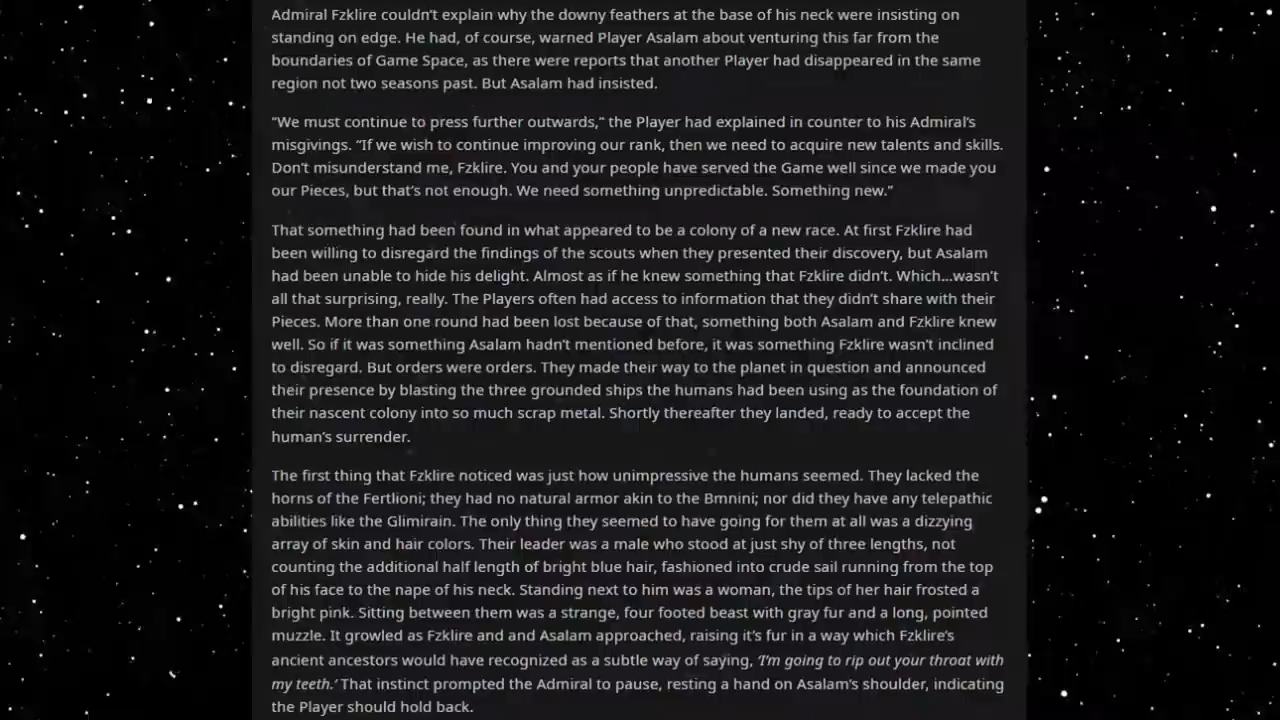 Admiral Fzklire couldn’t explain why the downy feathers at the base of his neck were insisting on
standing on edge. He had, of course, warned Player Asalam about venturing this far from the
boundaries of Game Space, as there were reports that another Player had disappeared in the same
region not two seasons past. But Asalam had insisted.
“We must continue to press further outwards,” the Player had explained in counter to his Admiral’s
misgivings. “If we wish to continue improving our rank, then we need to acquire new talents and skills.
Don’t misunderstand me, Fzklire. You and your people have served the Game well since we made you
our Pieces, but that’s not enough. We need something unpredictable. Something new.”
That something had been found in what appeared to be a colony of a new race. At first Fzklire had
been willing to disregard the findings of the scouts when they presented their discovery, but Asalam
had been unable to hide his delight. Almost as if he knew something that Fzklire didn’t. Which...wasn’t
all that surprising, really. The Players often had access to information that they didn’t share with their
Pieces. More than one round had been lost because of that, something both Asalam and Fzklire knew
well. So if it was something Asalam hadn’t mentioned before, it was something Fzklire wasn’t inclined
to disregard. But orders were orders. They made their way to the planet in question and announced
their presence by blasting the three grounded ships the humans had been using as the foundation of
their nascent colony into so much scrap metal. Shortly thereafter they landed, ready to accept the
human’s surrender.
The first thing that Fzklire noticed was just how unimpressive the humans seemed. They lacked the
horns of the Fertlioni; they had no natural armor akin to the Bmnini; nor did they have any telepathic
abilities like the Glimirain. The only thing they seemed to have going for them at all was a dizzying
array of skin and hair colors. Their leader was a male who stood at just shy of three lengths, not
counting the additional half length of bright blue hair, fashioned into crude sail running from the top
of his face to the nape of his neck. Standing next to him was a woman, the tips of her hair frosted a
bright pink. Sitting between them was a strange, four footed beast with gray fur and a long, pointed
muzzle. It growled as Fzklire and and Asalam approached, raising it’s fur in a way which Fzklire’s
ancient ancestors would have recognized as a subtle way of saying, ‘I’m going to rip out your throat with
my teeth.’ That instinct prompted the Admiral to pause, resting a hand on Asalam’s shoulder, indicating
the Player should hold back.